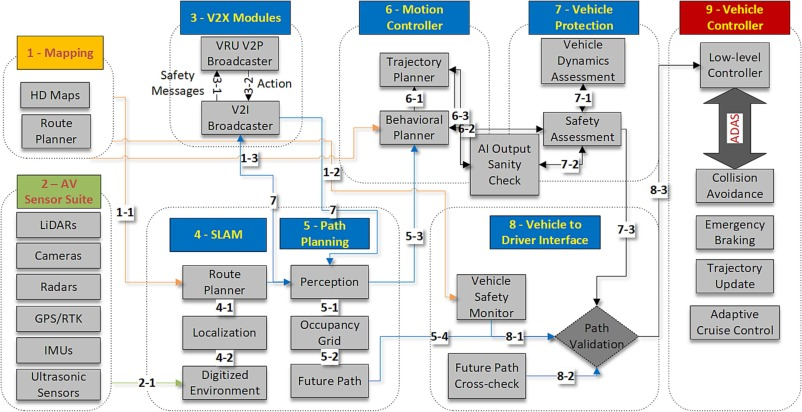 1 - Mapping
HD Maps
Route
Planner
2 – AV
Sensor Suite
LiDARs
Cameras
Radars
GPS/RTK
IMUs
Ultrasonic
Sensors
1-1
2-1
3 - V2X Modules
VRU V2P
Broadcaster
Safety
Messages
3-1
3-2
Action
V2I
Broadcaster
1-3
1-2
7
7
4 - SLAM
Route
Planner
4-1
Localization
4-2
Digitized
Environment
5 - Path
Planning
Perception
5-1
Occupancy
Grid
5-2
Future Path
5-3
5-4
6 - Motion
Controller
Trajectory
Planner
6-1
Behavioral
Planner
6-3
6-2
AI Output
Sanity
Check
7 - Vehicle
Protection
Vehicle
Dynamics
Assessment
7-1
Safety
Assessment
7-2
7-3
8 - Vehicle to
Driver Interface
Vehicle
Safety
Monitor
8-1
Path
Validation
Future Path
Cross-check
8-2
8-3
9 - Vehicle
Controller
Low-level
Controller
ADAS
Collision
Avoidance
Emergency
Braking
Trajectory
Update
Adaptive
Cruise Control